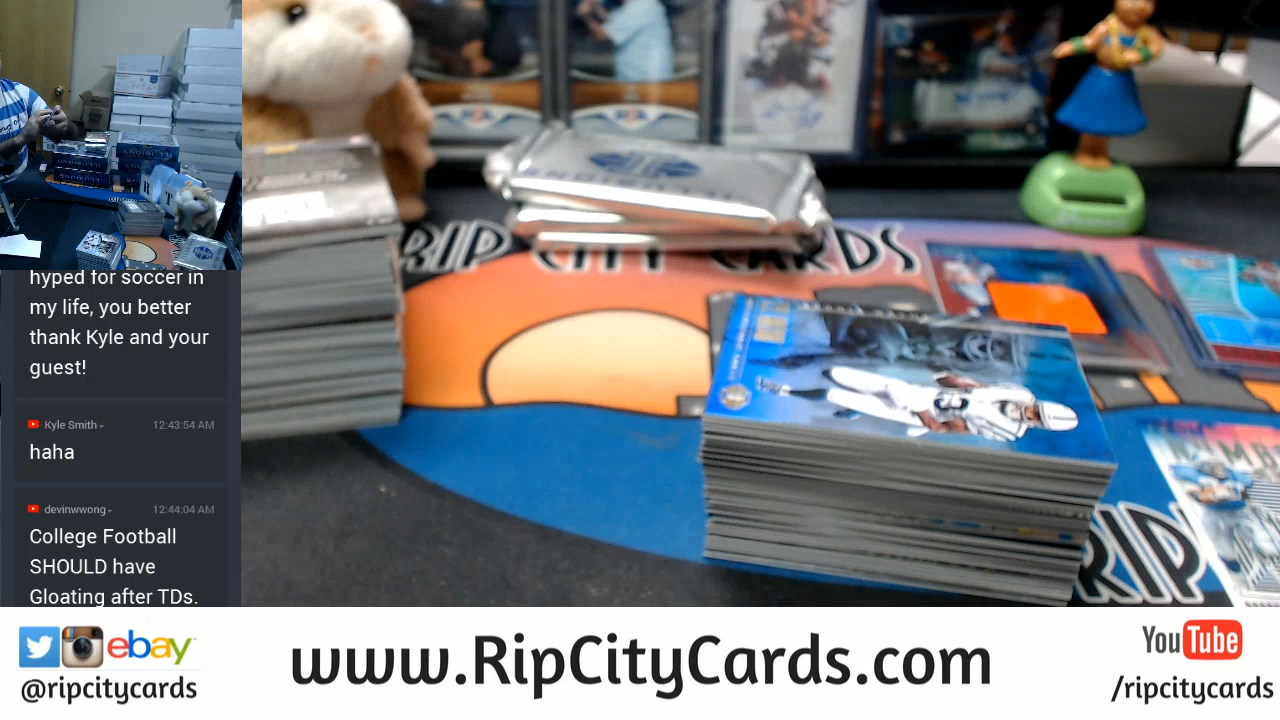 hyped for soccer in
my life, you better
thank Kyle and your
guest!
Kyle Smith
12:43:54 AM
haha
devinwwong
12:44:04 AM
College Football
SHOULD have
Gloating after TDs.
RIP CITY CARDS
RIP
ebay
@ripcitycards
www.RipCityCards.com
YouTube
/ripcitycards